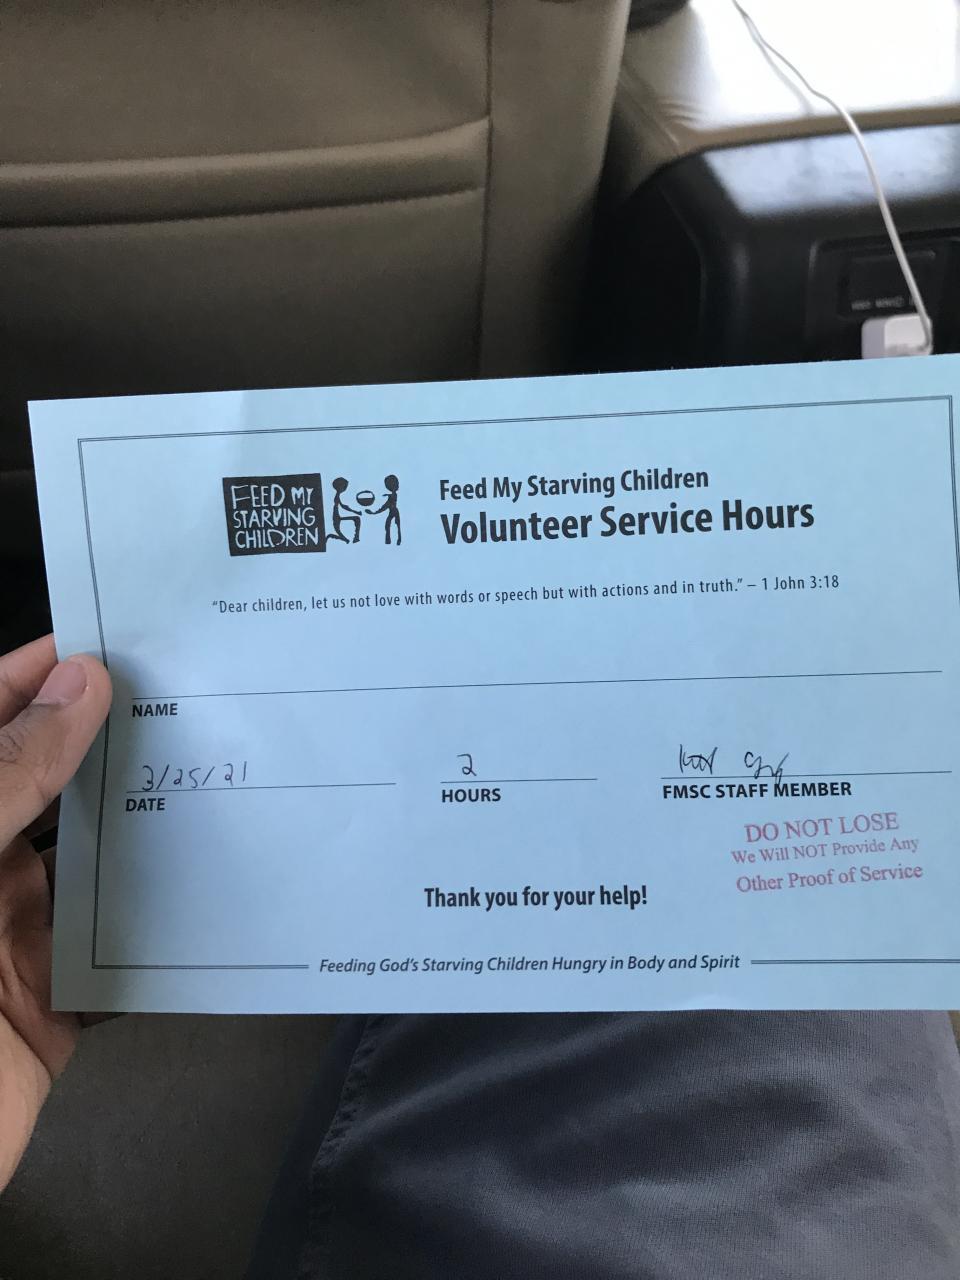 FEED MY
STARVING
CHILDREN
Feed My Starving Children
Volunteer Service Hours
“Dear children, let us not love with words or speech but with actions and in truth.” – 1 John 3:18
NAME
3/25/21
DATE
2
HOURS
FMSC STAFF MEMBER
DO NOT LOSE
We Will NOT Provide Any
Other Proof of Service
Thank you for your help!
Feeding God's Starving Children Hungry in Body and Spirit